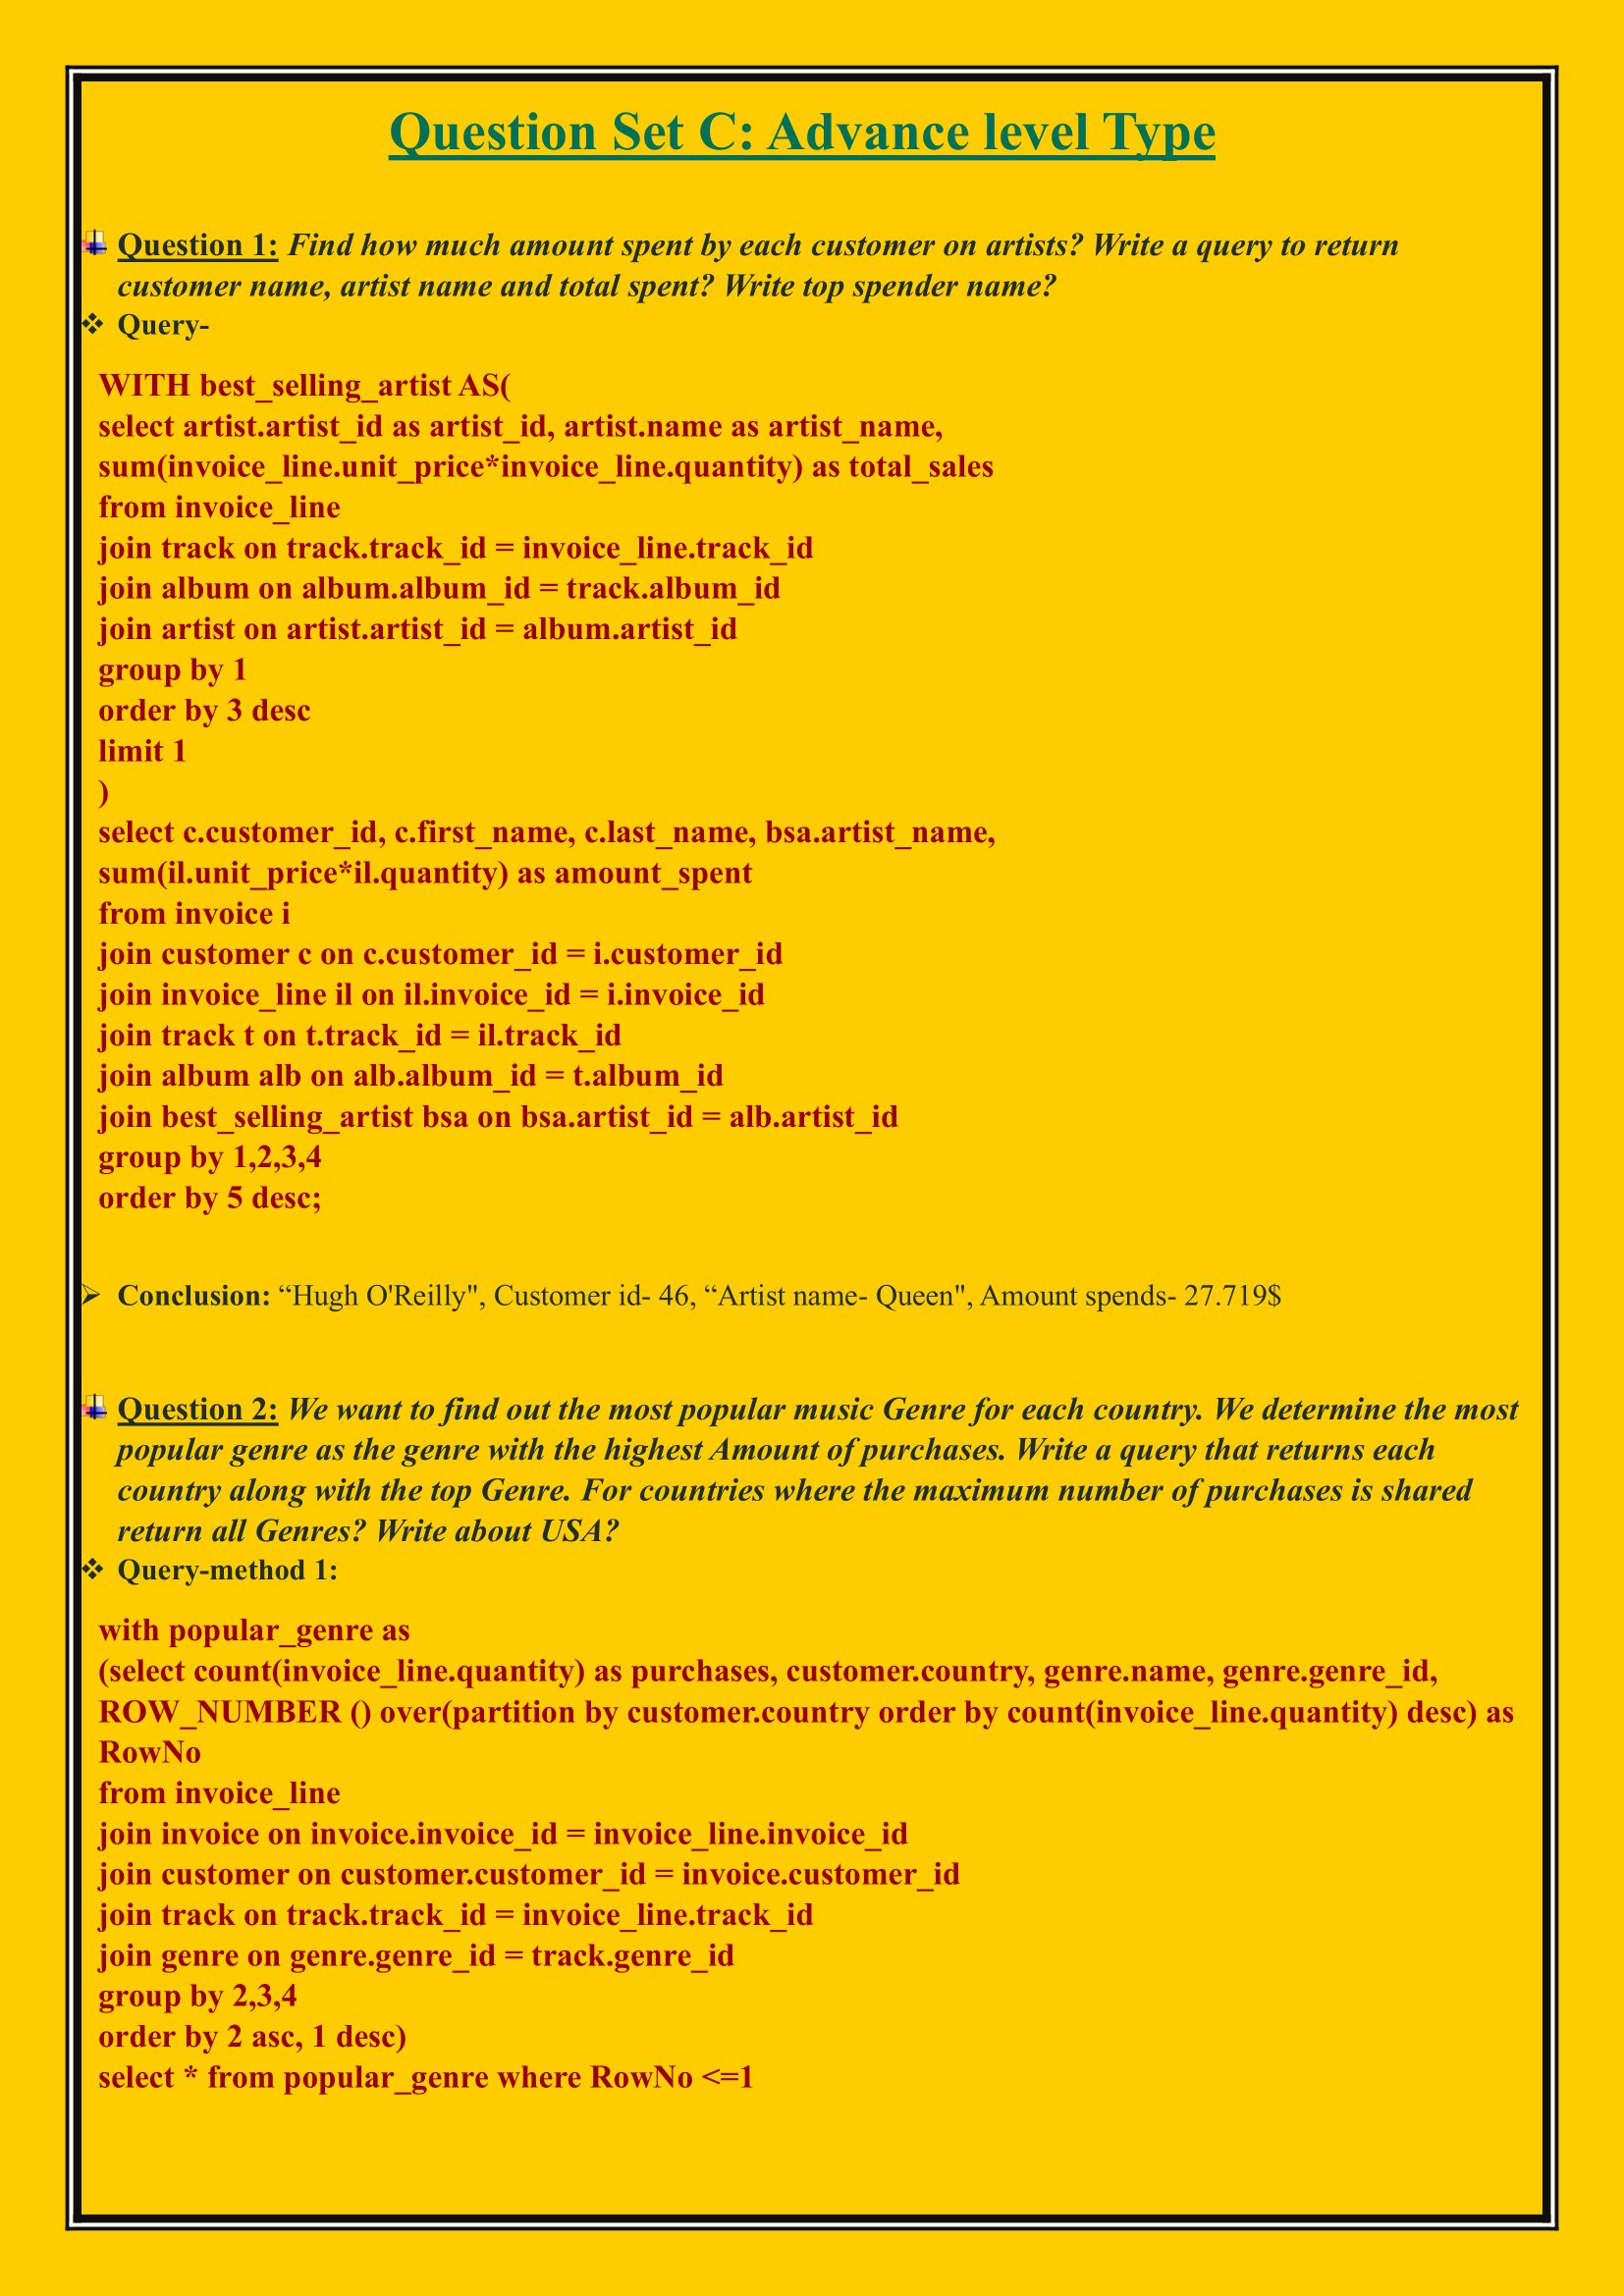 Question Set C: Advance level Type
Question 1: Find how much amount spent by each customer on artists? Write a query to return
customer name, artist name and total spent? Write top spender name?
❖ Query-
WITH best_selling_artist AS(
select artist.artist_id as artist_id, artist.name as artist_name,
sum(invoice_line.unit_price*invoice_line.quantity) as total_sales
from invoice_line
join track on track.track_id = invoice_line.track_id
join album on album.album_id = track.album_id
join artist on artist.artist_id = album.artist_id
group by 1
order by 3 desc
limit 1
)
select c.customer_id, c.first_name, c.last_name, bsa.artist_name,
sum(il.unit_price*il.quantity) as amount_spent
from invoice i
join customer c on c.customer_id = i.customer_id
join invoice_line il on il.invoice_id = i.invoice_id
join track t on t.track_id = il.track_id
join album alb on alb.album_id = t.album_id
join best_selling_artist bsa on bsa.artist_id = alb.artist_id
group by 1,2,3,4
order by 5 desc;
➢ Conclusion: “Hugh O'Reilly", Customer id- 46, “Artist name- Queen", Amount spends- 27.719$
Question 2: We want to find out the most popular music Genre for each country. We determine the most
popular genre as the genre with the highest Amount of purchases. Write a query that returns each
country along with the top Genre. For countries where the maximum number of purchases is shared
return all Genres? Write about USA?
❖ Query-method 1:
with popular_genre as
(select count(invoice_line.quantity) as purchases, customer.country, genre.name, genre.genre_id,
ROW_NUMBER () over(partition by customer.country order by count(invoice_line.quantity) desc) as
RowNo
from invoice_line
join invoice on invoice.invoice_id = invoice_line.invoice_id
join customer on customer.customer_id = invoice.customer_id
join track on track.track_id = invoice_line.track_id
join genre on genre.genre_id = track.genre_id
group by 2,3,4
order by 2 asc, 1 desc)
select * from popular_genre where RowNo <=1